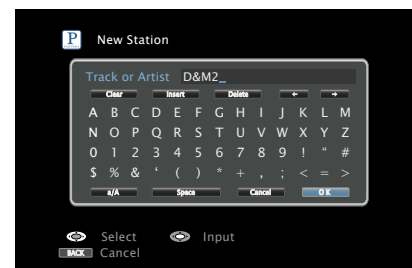 P New Station
Track or Artist D&M2_
Clear Insert Delete ← →
A B C D E F G H I J K L M
N O P Q R S T U V W X Y Z
0 1 2 3 4 5 6 7 8 9 ! “ #
$ % & ‘ ( ) * + , ; < = >
a/A Space Cancel OK
Select Input
BACK Cancel